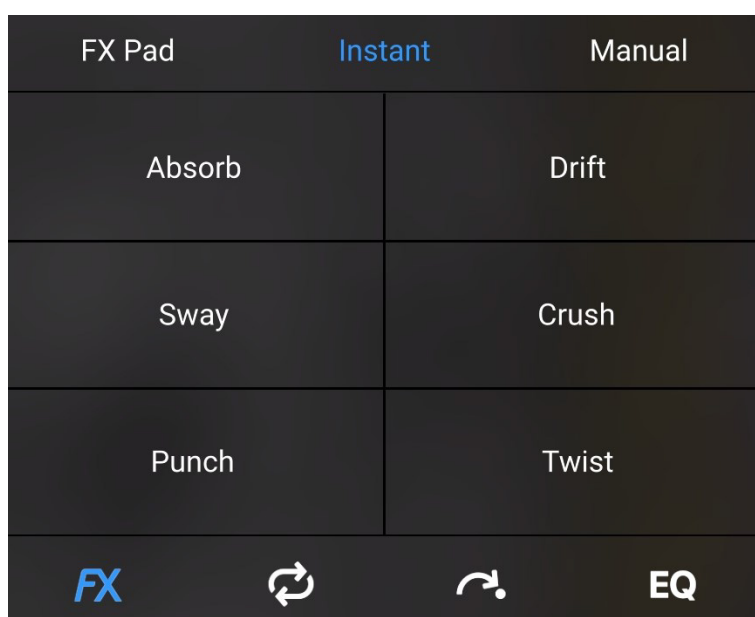 FX Pad Instant Manual
Absorb Drift
Sway Crush
Punch Twist
FX EQ